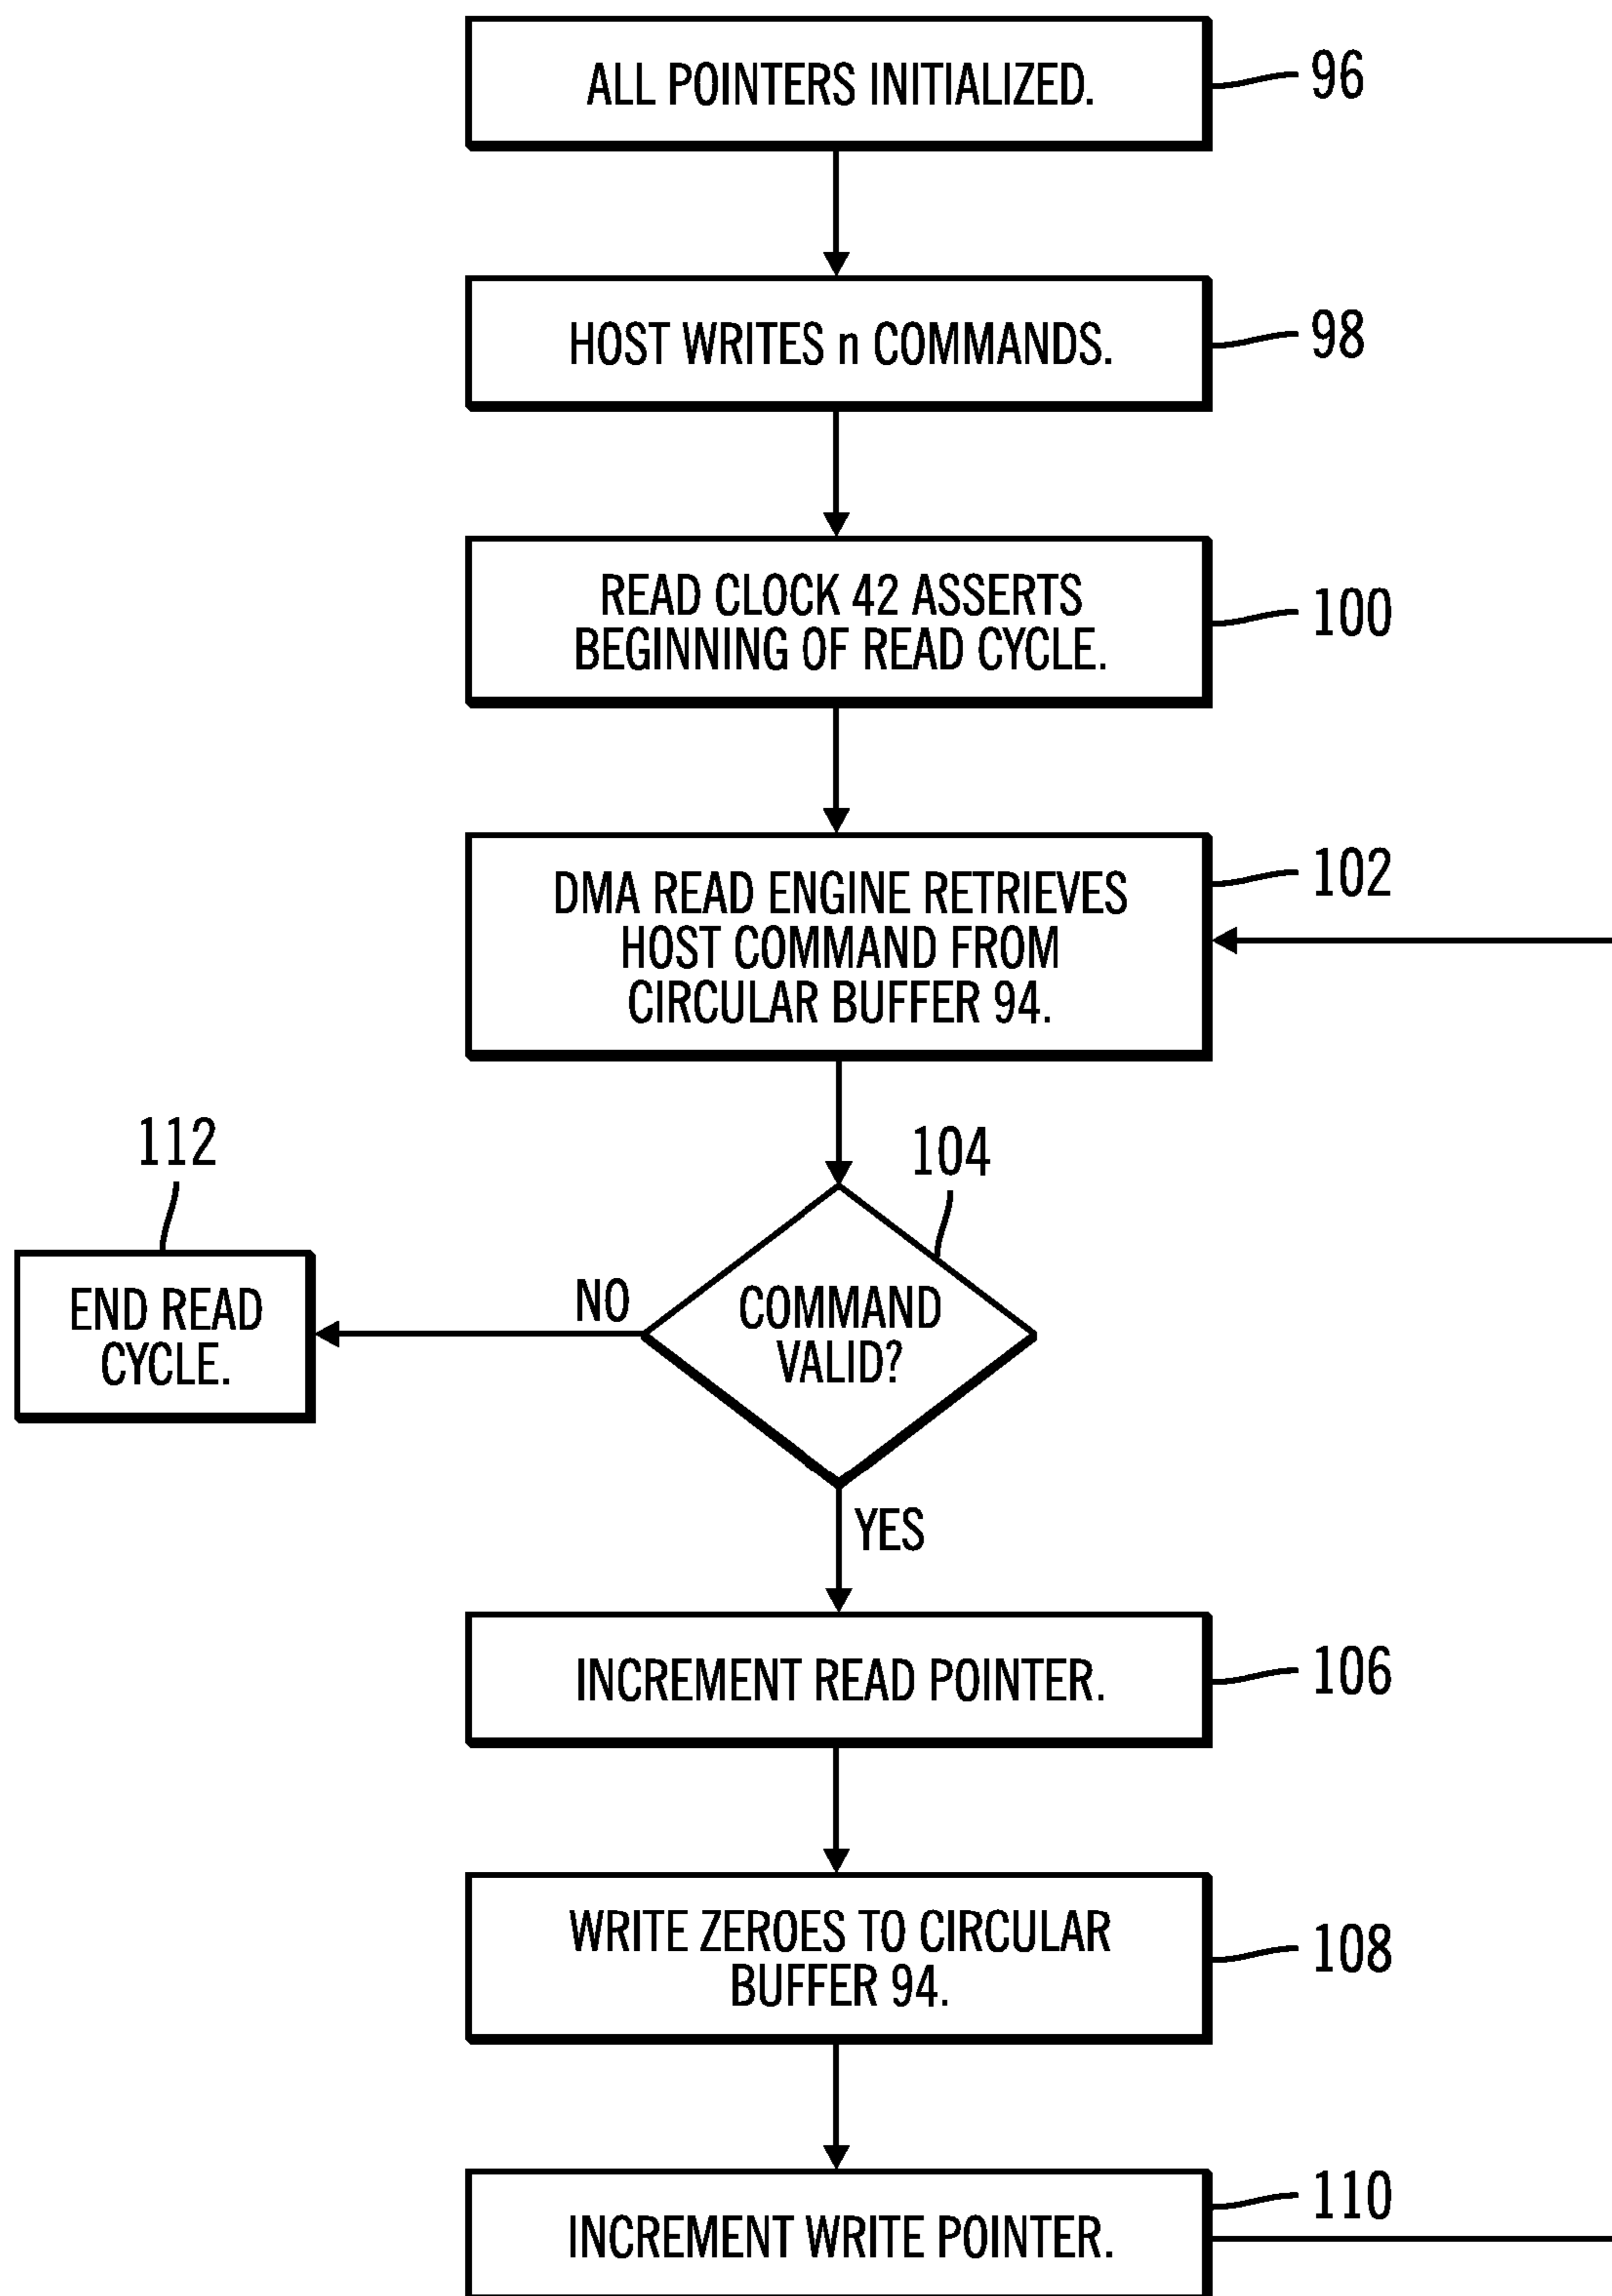 ALL POINTERS INITIALIZED.
96
HOST WRITES n COMMANDS.
98
READ CLOCK 42 ASSERTS
BEGINNING OF READ CYCLE.
100
DMA READ ENGINE RETRIEVES
HOST COMMAND FROM
CIRCULAR BUFFER 94.
102
112
104
END READ
CYCLE.
NO
COMMAND
VALID?
YES
INCREMENT READ POINTER.
106
WRITE ZEROES TO CIRCULAR
BUFFER 94.
108
INCREMENT WRITE POINTER.
110